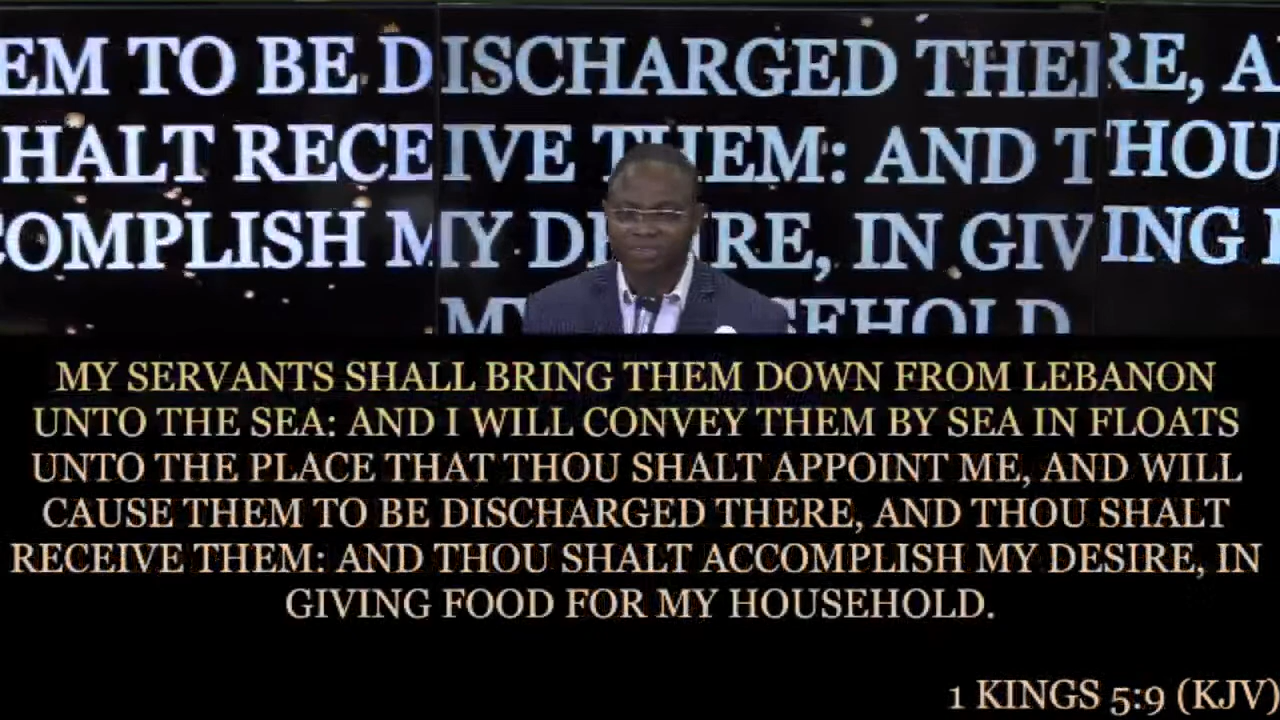 EM TO BE DISCHARGED THERE, A
HALT RECEIVE THEM: AND THOU
COMPLISH MY DESIRE, IN GIVING
MY SEHOLD
MY SERVANTS SHALL BRING THEM DOWN FROM LEBANON
UNTO THE SEA: AND I WILL CONVEY THEM BY SEA IN FLOATS
UNTO THE PLACE THAT THOU SHALT APPOINT ME, AND WILL
CAUSE THEM TO BE DISCHARGED THERE, AND THOU SHALT
RECEIVE THEM: AND THOU SHALT ACCOMPLISH MY DESIRE, IN
GIVING FOOD FOR MY HOUSEHOLD.
1 KINGS 5:9 (KJV)